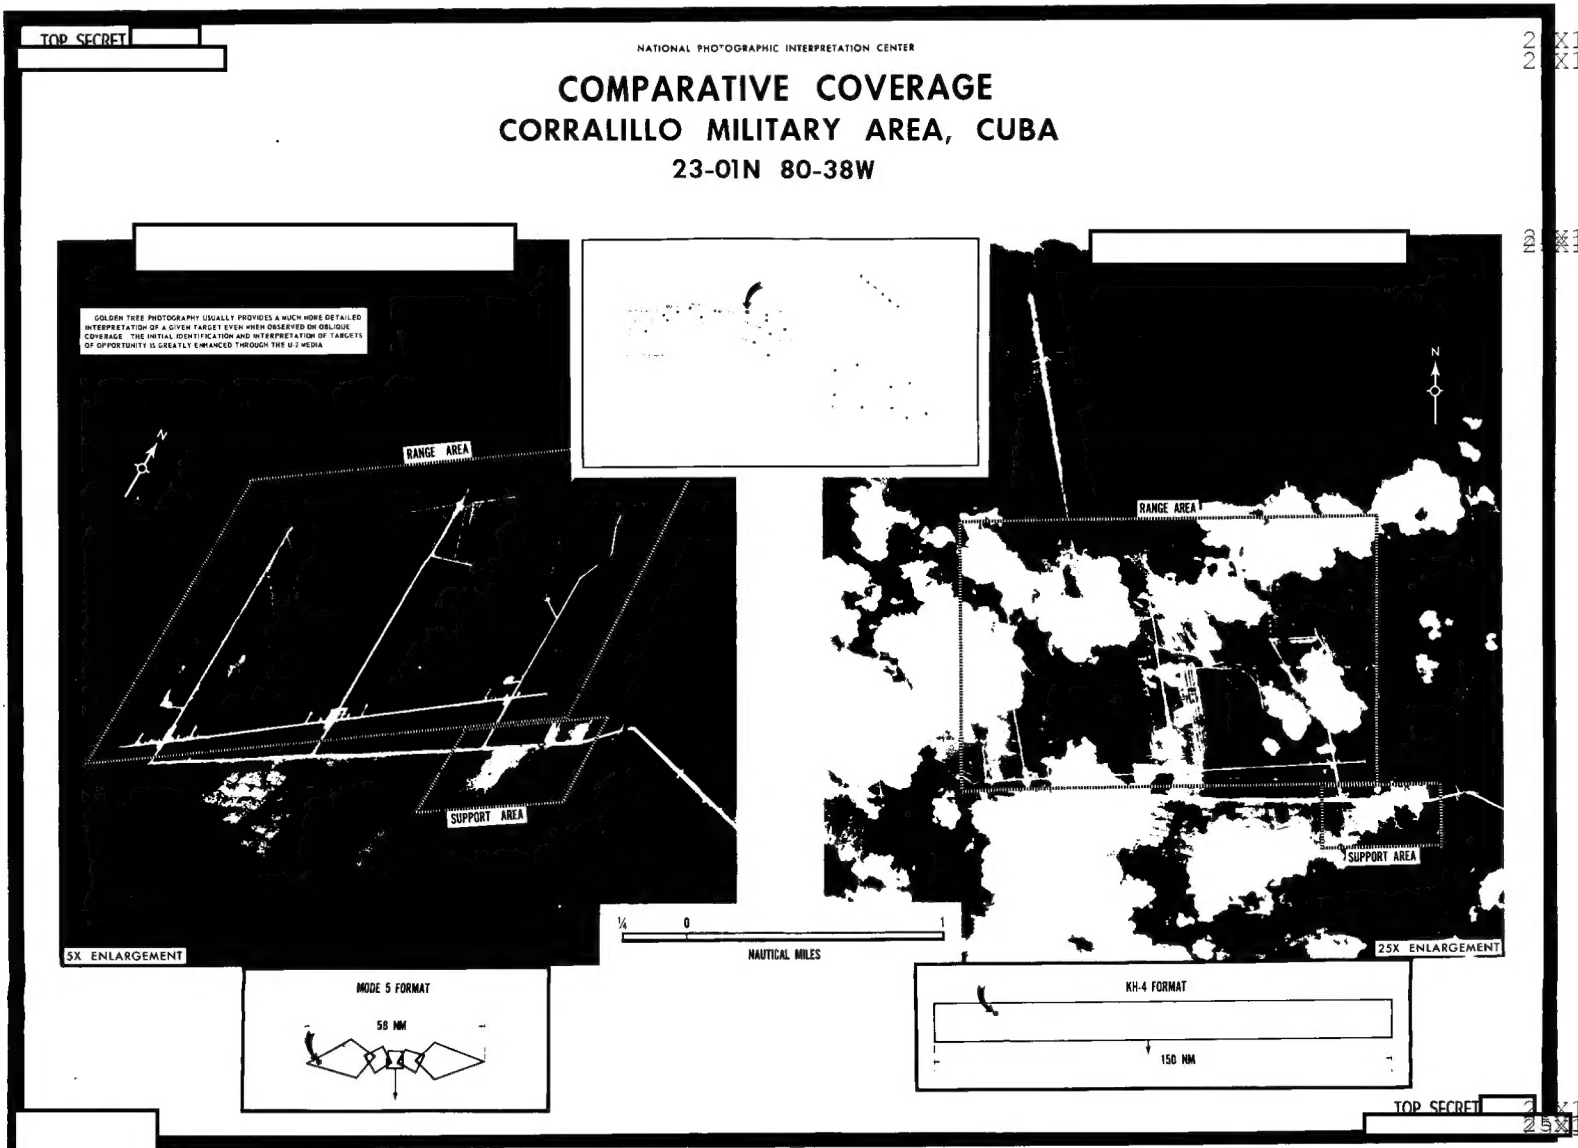 TOP SECRET
NATIONAL PHOTOGRAPHIC INTERPRETATION CENTER
COMPARATIVE COVERAGE
CORRALILLO MILITARY AREA, CUBA
23-01N 80-38W
GOLDEN TREE PHOTOGRAPHY USUALLY PROVIDES A MUCH MORE DETAILED
INTERPRETATION OF A GIVEN TARGET EVEN WHEN OBSERVED ON OBLIQUE
COVERAGE THE INITIAL IDENTIFICATION AND INTERPRETATION OF TARGETS
OF OPPORTUNITY IS GREATLY ENHANCED THROUGH THE U-2 MEDIA
N
RANGE AREA
SUPPORT AREA
5X ENLARGEMENT
N
RANGE AREA
SUPPORT AREA
25X ENLARGEMENT
¼ 0 1
NAUTICAL MILES
MODE 5 FORMAT
58 NM
KH-4 FORMAT
150 NM
TOP SECRET
25X1